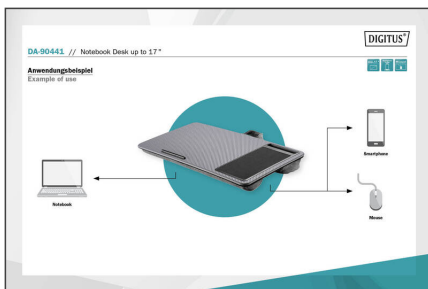 DIGITUS®
DA-90441 // Notebook Desk up to 17"
Anwendungsbeispiel
Example of use
Smartphone
Notebook
Mouse